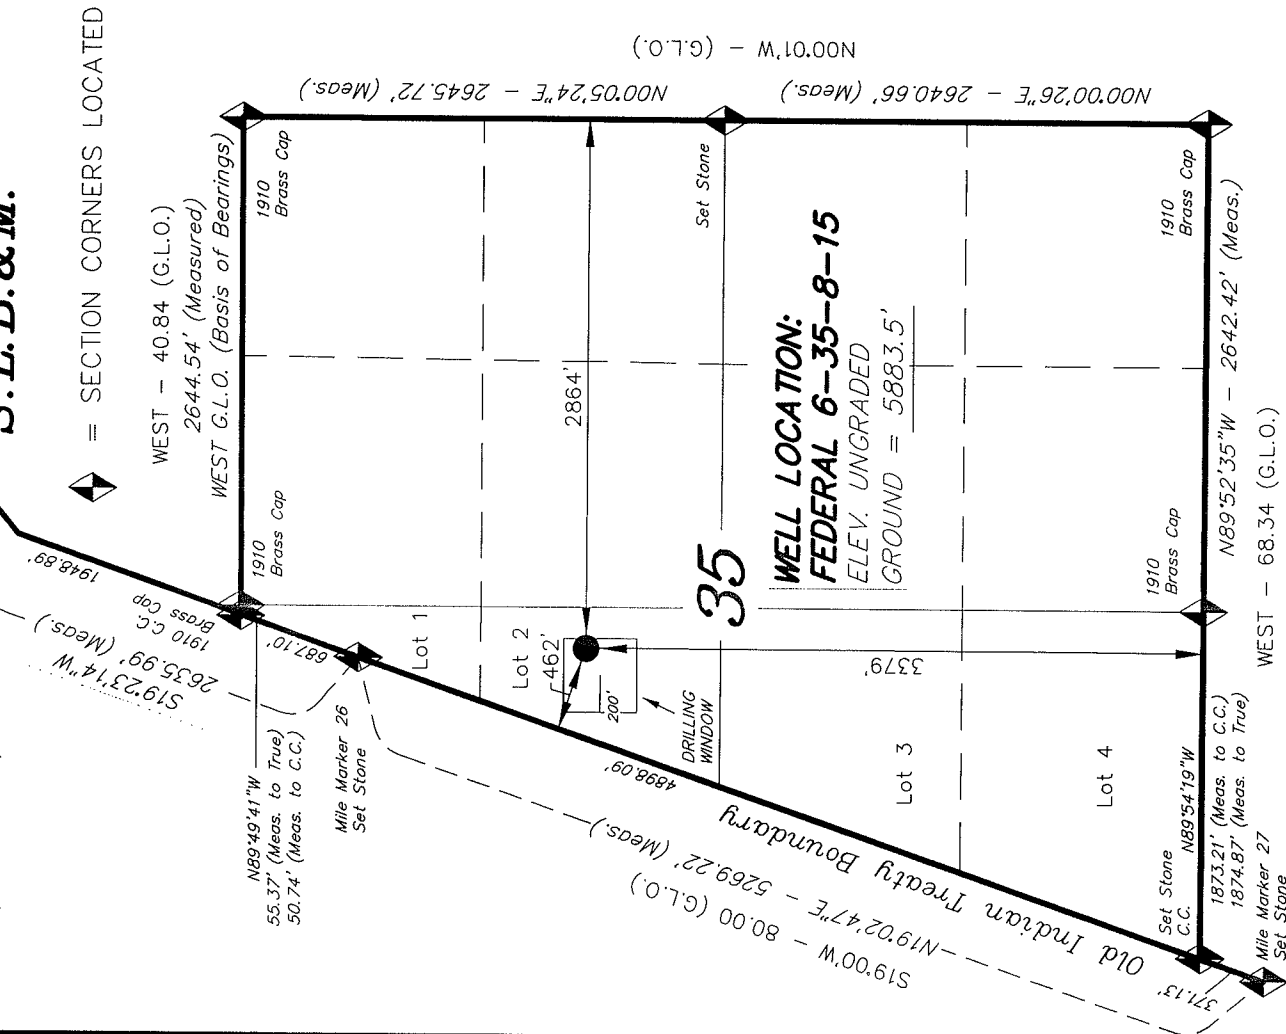 S.L.B.&M.
= SECTION CORNERS LOCATED
WEST - 40.84 (G.L.O.)
2644.54' (Measured)
WEST G.L.O. (Basis of Bearings)
1948.89'
S19°23'14"W
2635.99' (Meas.)
1910 C.C.
Brass Cap
1910
Brass Cap
1910
Brass Cap
N00°01'W - (G.L.O.)
N00°05'24"E - 2645.72' (Meas.)
N00°00'26"E - 2640.66' (Meas.)
N89°49'41"W
55.37' (Meas. to True)
50.74' (Meas. to C.C.)
687.10'
Mile Marker 26
Set Stone
Lot 1
Lot 2
462'
200'
2864'
DRILLING
WINDOW
Set Stone
35
WELL LOCATION:
FEDERAL 6-35-8-15
ELEV. UNGRADED
GROUND = 5883.5'
3379'
4898.09'
Lot 3
Lot 4
Old Indian Treaty Boundary
N19°02'47"E - 5269.22' (Meas.)
S19°00'W - 80.00 (G.L.O.)
Set Stone
C.C.
371.13'
Mile Marker 27
Set Stone
N89°54'19"W
1873.21' (Meas. to C.C.)
1874.87' (Meas. to True)
1910
Brass Cap
1910
Brass Cap
N89°52'35"W - 2642.42' (Meas.)
WEST - 68.34 (G.L.O.)